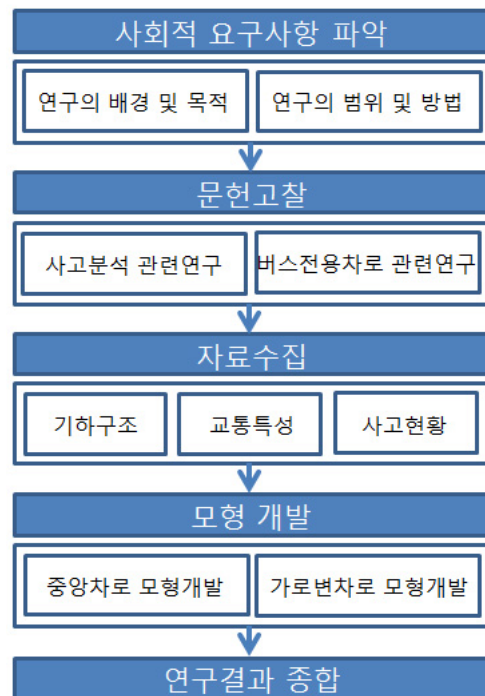 사회적 요구사항 파악
연구의 배경 및 목적
연구의 범위 및 방법
문헌고찰
사고분석 관련연구
버스전용차로 관련연구
자료수집
기하구조
교통특성
사고현황
모형 개발
중앙차로 모형개발
가로변차로 모형개발
연구결과 종합